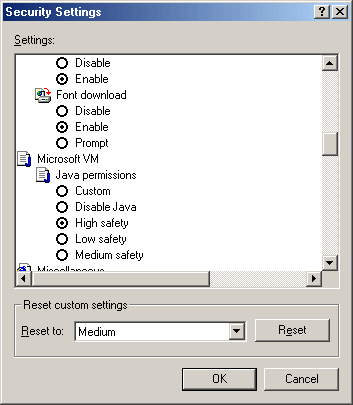 Security Settings
Settings:
Disable
Enable
Font download
Disable
Enable
Prompt
Microsoft VM
Java permissions
Custom
Disable Java
High safety
Low safety
Medium safety
Miscellaneous
Reset custom settings
Reset to:
Medium
Reset
OK
Cancel